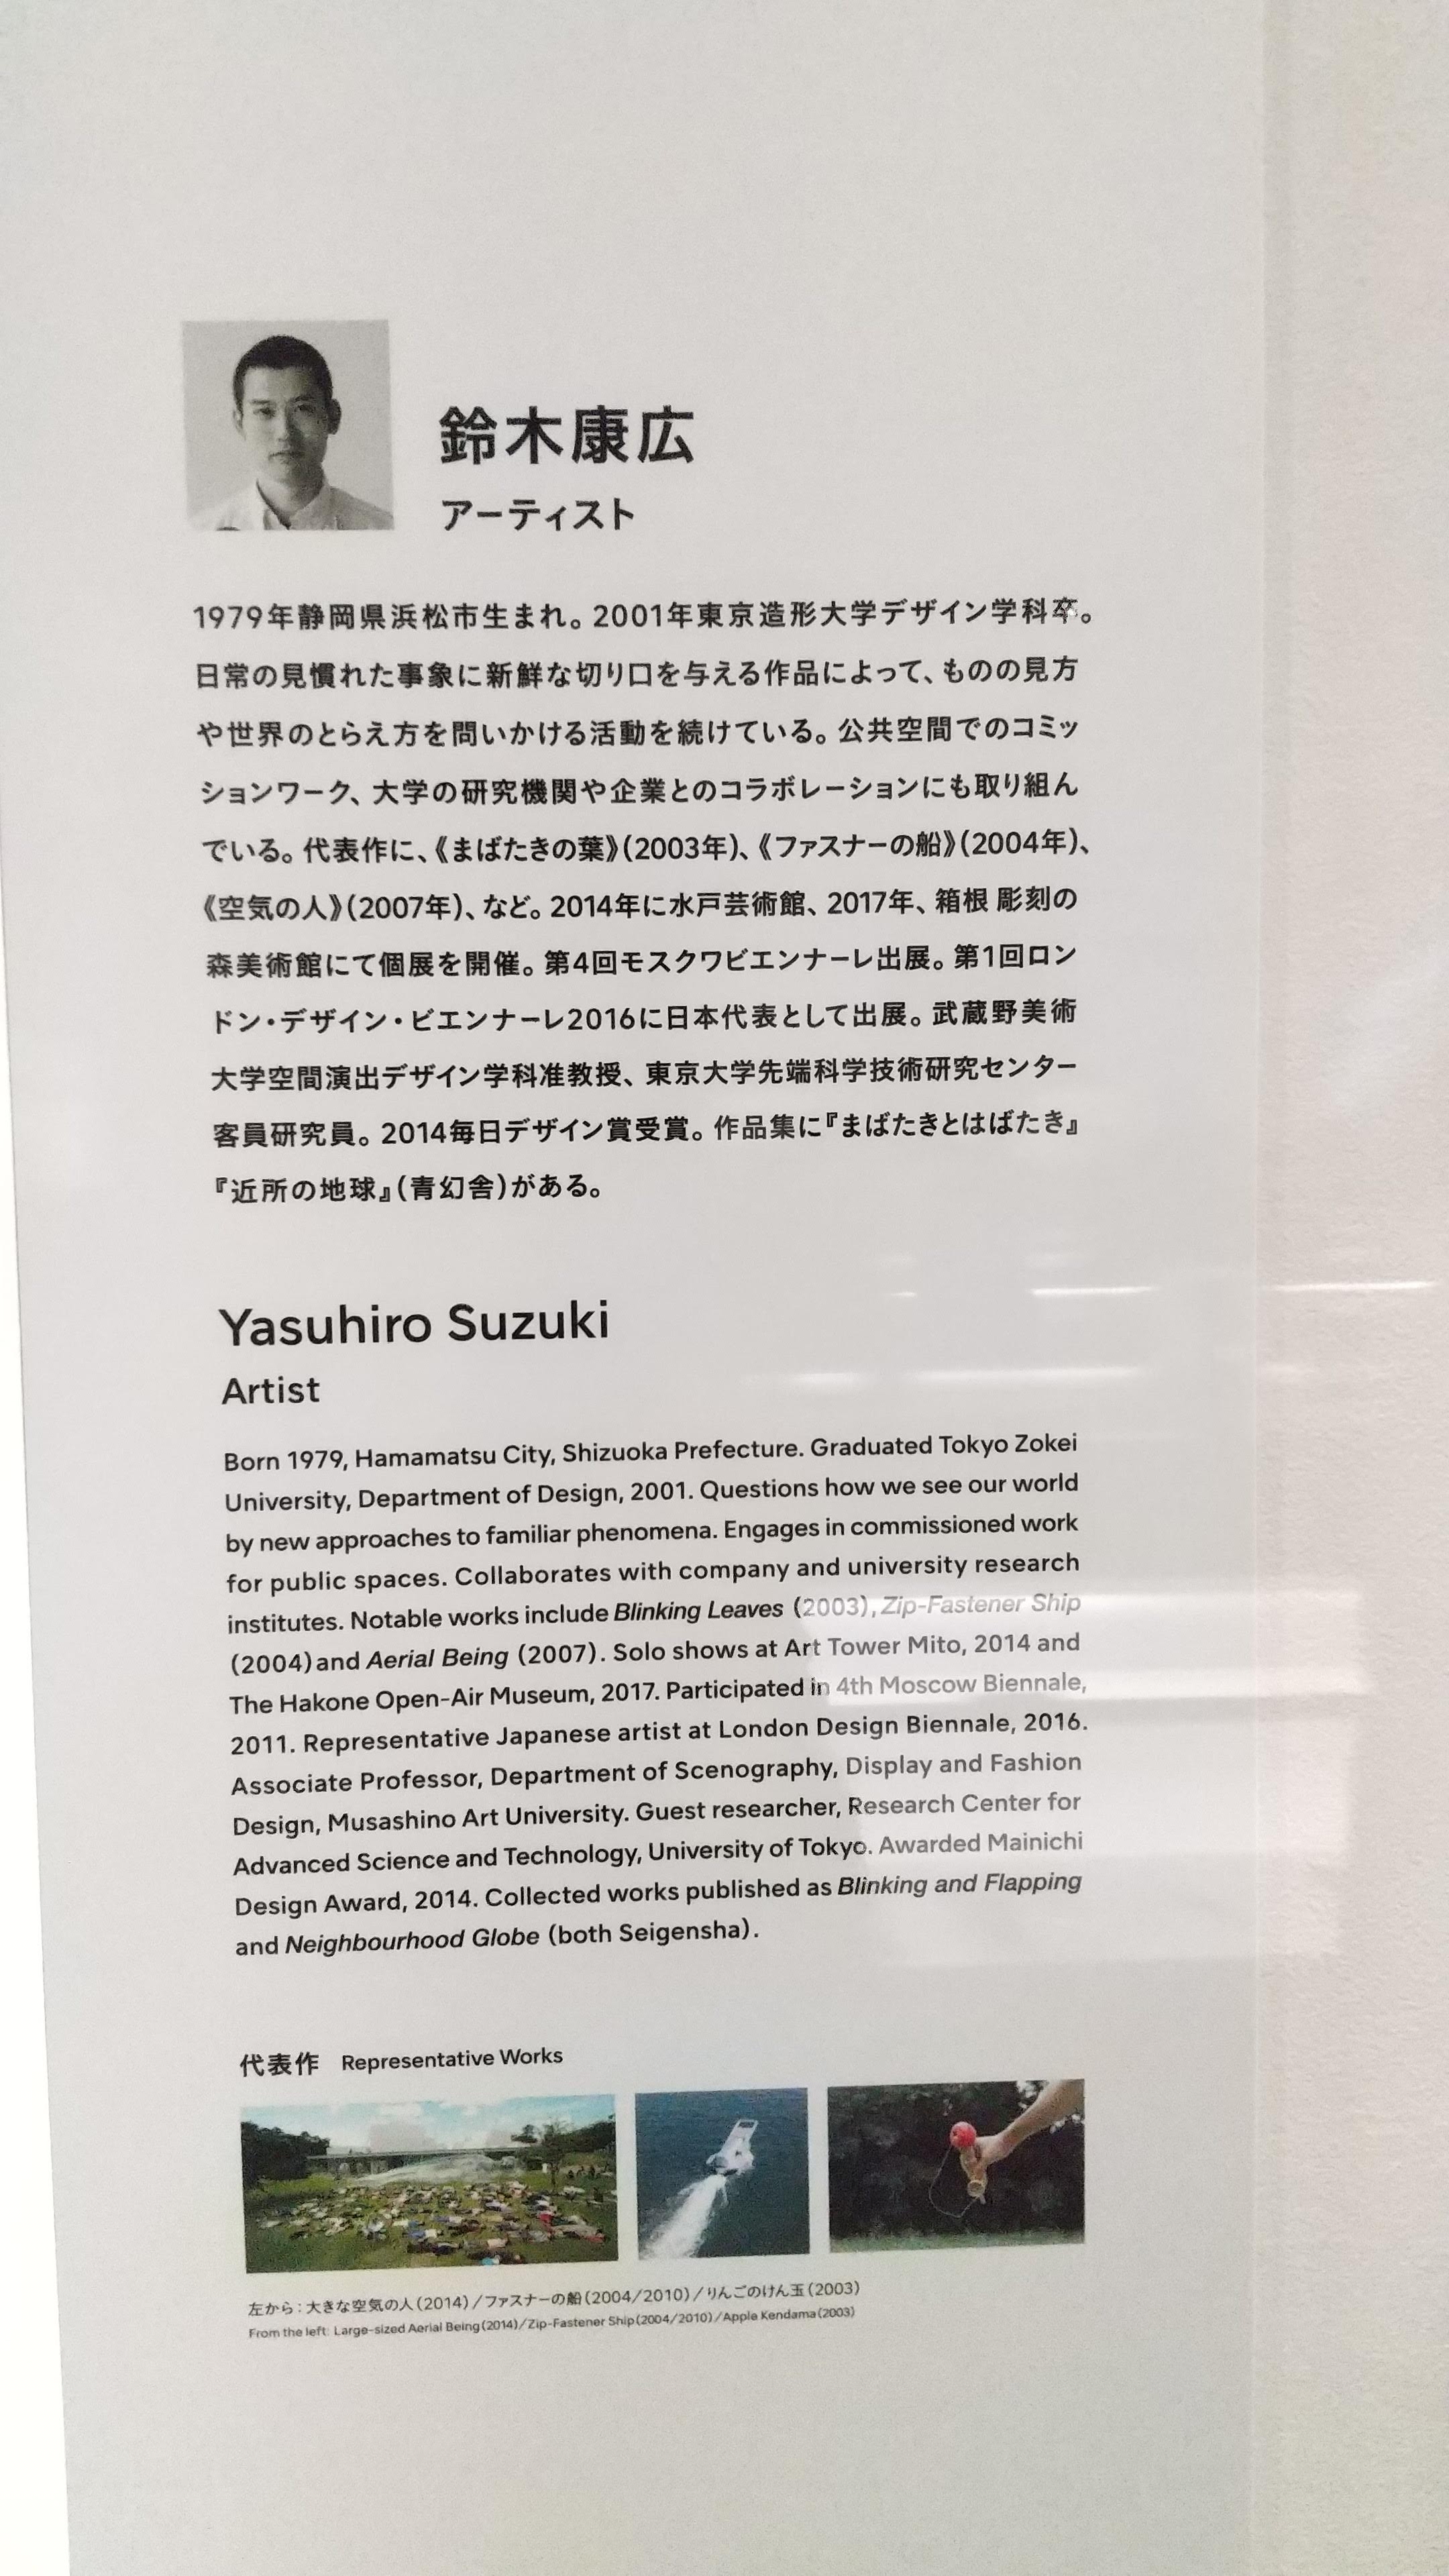 鈴木康広
アーティスト
1979年静岡県浜松市生まれ。2001年東京造形大学デザイン学科卒。
日常の見慣れた事象に新鮮な切り口を与える作品によって、ものの見方
や世界のとらえ方を問いかける活動を続けている。公共空間でのコミッ
ションワーク、大学の研究機関や企業とのコラボレーションにも取り組ん
でいる。代表作に、《まばたきの葉》(2003年)、《ファスナーの船》(2004年)、
《空気の人》(2007年)、など。2014年に水戸芸術館、2017年、箱根 彫刻の
森美術館にて個展を開催。第4回モスクワビエンナーレ出展。第1回ロン
ドン・デザイン・ビエンナーレ2016に日本代表として出展。武蔵野美術
大学空間演出デザイン学科准教授、東京大学先端科学技術研究センター
客員研究員。2014毎日デザイン賞受賞。作品集に『まばたきとはばたき』
『近所の地球』(青幻舎)がある。
Yasuhiro Suzuki
Artist
Born 1979, Hamamatsu City, Shizuoka Prefecture. Graduated Tokyo Zokei
University, Department of Design, 2001. Questions how we see our world
by new approaches to familiar phenomena. Engages in commissioned work
for public spaces. Collaborates with company and university research
institutes. Notable works include Blinking Leaves (2003), Zip-Fastener Ship
(2004) and Aerial Being (2007). Solo shows at Art Tower Mito, 2014 and
The Hakone Open-Air Museum, 2017. Participated in 4th Moscow Biennale,
2011. Representative Japanese artist at London Design Biennale, 2016.
Associate Professor, Department of Scenography, Display and Fashion
Design, Musashino Art University. Guest researcher, Research Center for
Advanced Science and Technology, University of Tokyo. Awarded Mainichi
Design Award, 2014. Collected works published as Blinking and Flapping
and Neighbourhood Globe (both Seigensha).
代表作 Representative Works
左から:大きな空気の人(2014)/ファスナーの船(2004/2010)/りんごのけん玉(2003)
From the left: Large-sized Aerial Being(2014)/Zip-Fastener Ship(2004/2010)/Apple Kendama(2003)